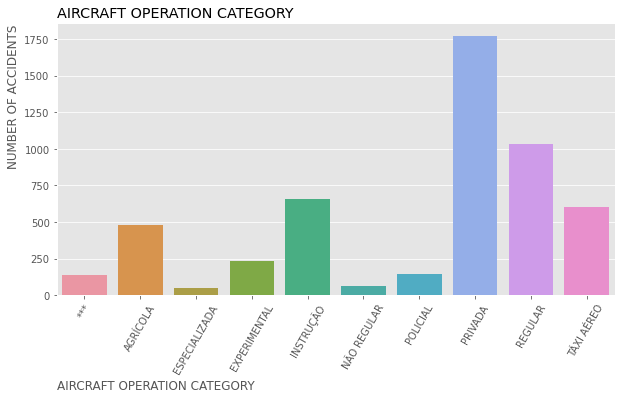 AIRCRAFT OPERATION CATEGORY
NUMBER OF ACCIDENTS
1750
1500
1250
1000
750
500
250
0
***
AGRÍCOLA
ESPECIALIZADA
EXPERIMENTAL
INSTRUÇÃO
NÃO REGULAR
POLICIAL
PRIVADA
REGULAR
TÁXI AÉREO
AIRCRAFT OPERATION CATEGORY